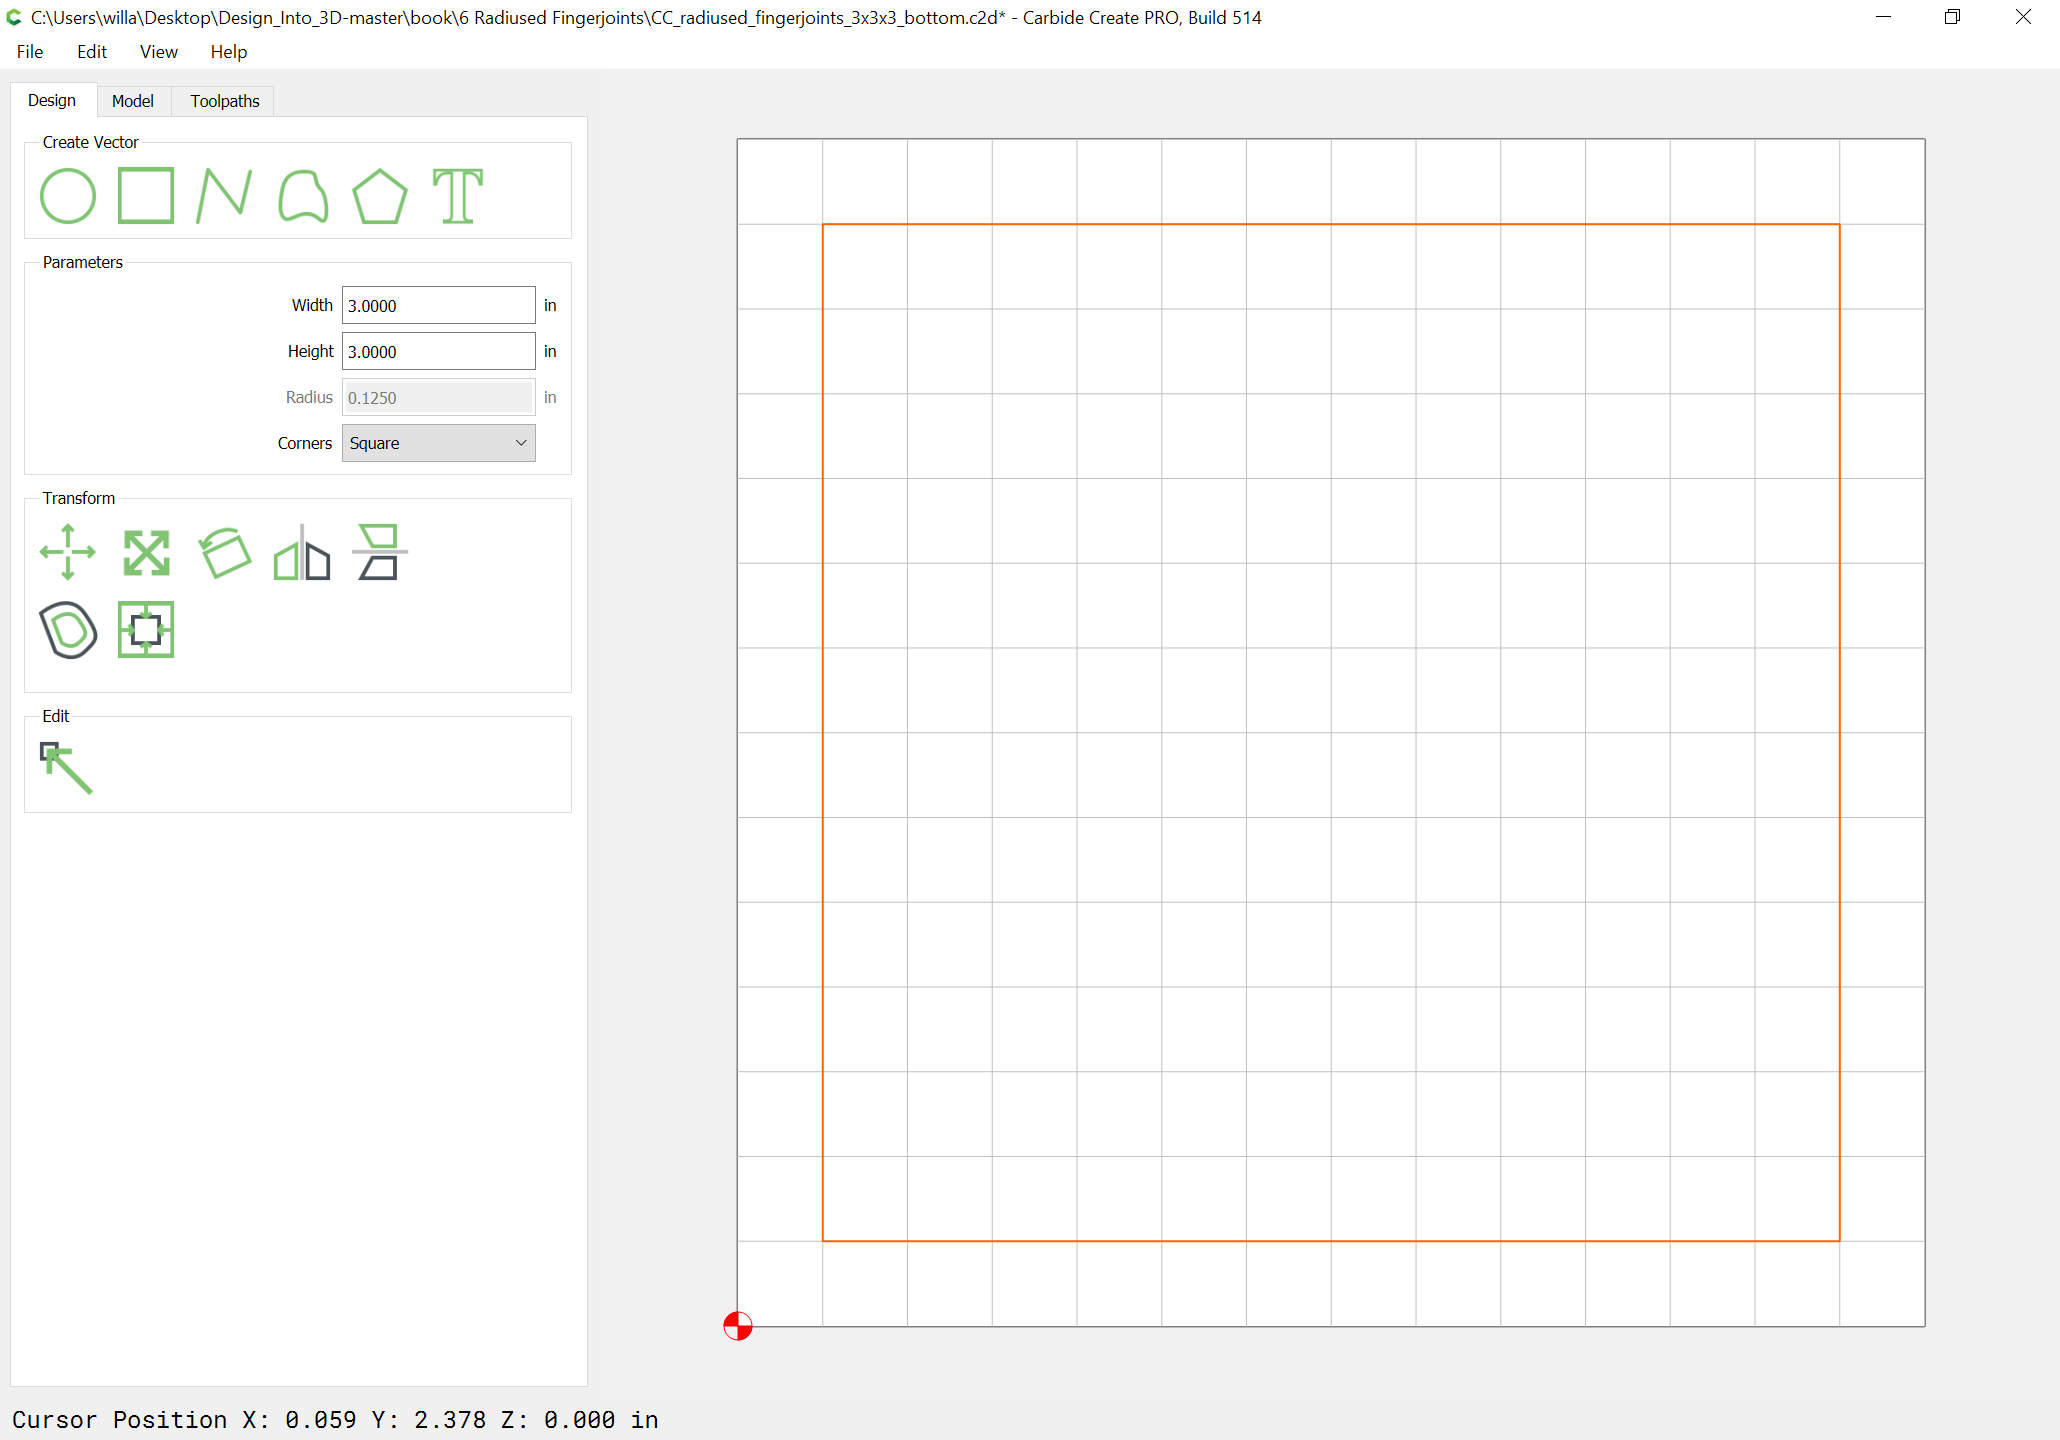 C:\Users\willa\Desktop\Design_Into_3D-master\book\6 Radiused Fingerjoints\CC_radiused_fingerjoints_3x3x3_bottom.c2d* - Carbide Create PRO, Build 514
File Edit View Help
Design Model Toolpaths
Create Vector
Parameters
Width 3.0000 in
Height 3.0000 in
Radius 0.1250 in
Corners Square
Transform
Edit
Cursor Position X: 0.059 Y: 2.378 Z: 0.000 in